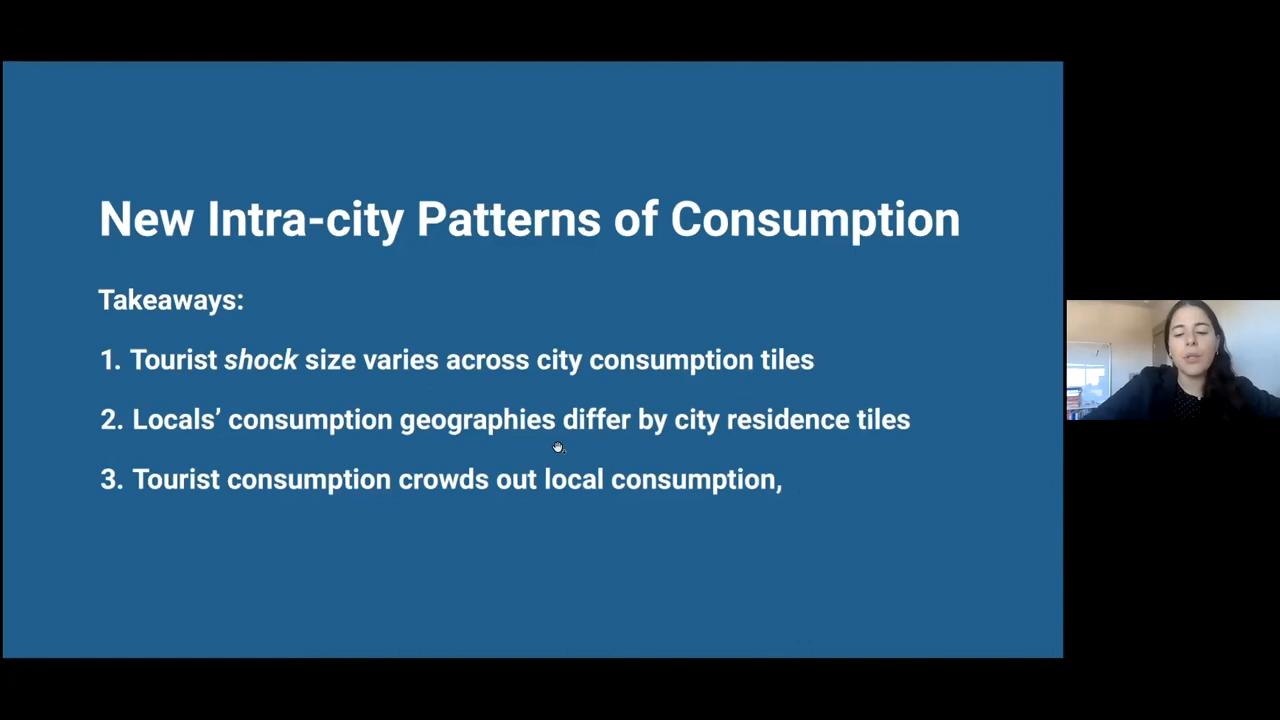 New Intra-city Patterns of Consumption
Takeaways:
1. Tourist shock size varies across city consumption tiles
2. Locals’ consumption geographies differ by city residence tiles
3. Tourist consumption crowds out local consumption,